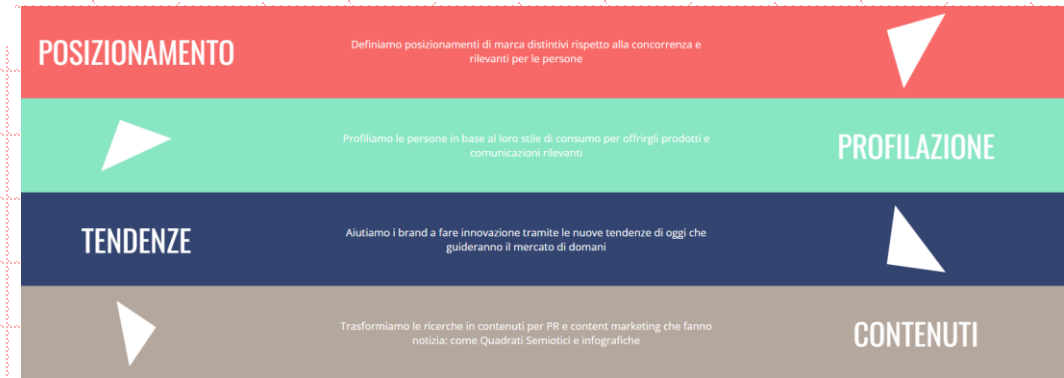 POSIZIONAMENTO
Definiamo posizionamenti di marca distintivi rispetto alla concorrenza e
rilevanti per le persone
Profiliamo le persone in base al loro stile di consumo per offrirgli prodotti e
comunicazioni rilevanti
PROFILAZIONE
TENDENZE
Aiutiamo i brand a fare innovazione tramite le nuove tendenze di oggi che
guideranno il mercato di domani
Trasformiamo le ricerche in contenuti per PR e content marketing che fanno
notizia: come Quadrati Semiotici e infografiche
CONTENUTI